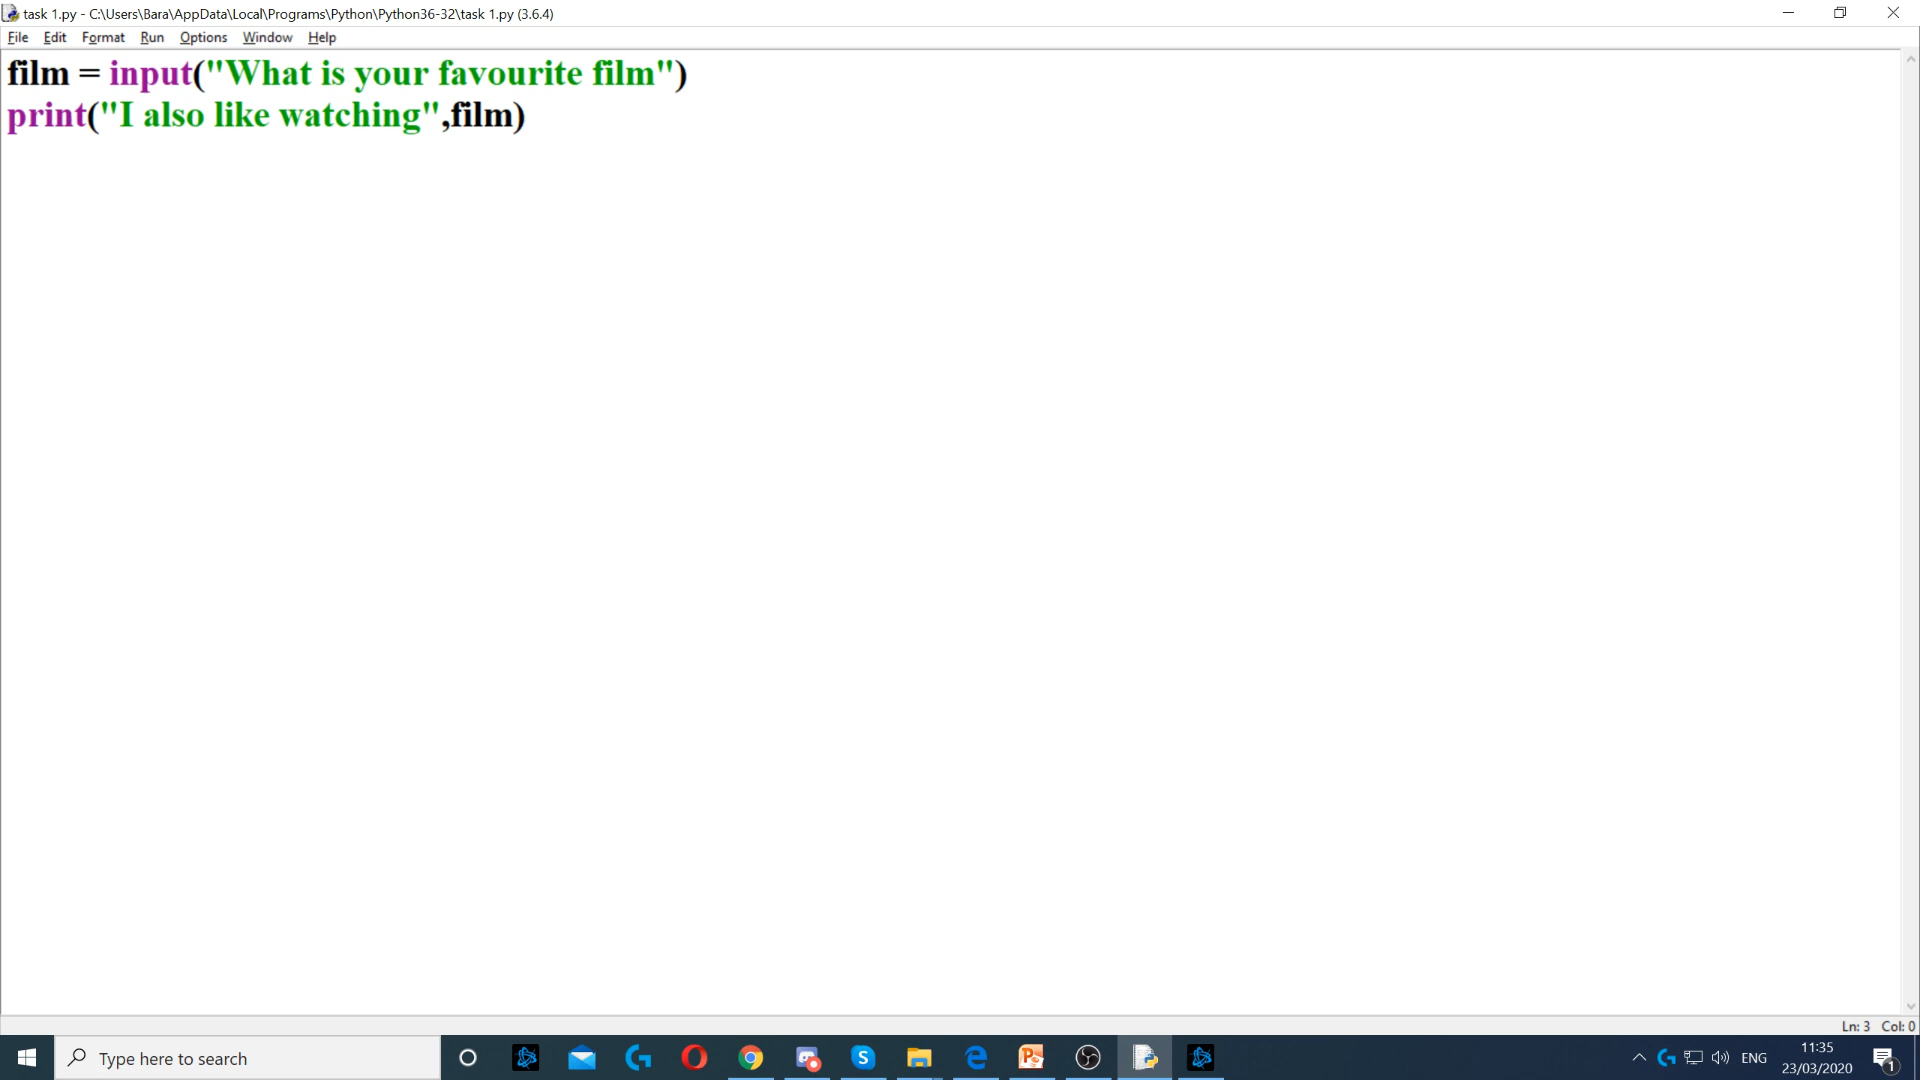 task 1.py - C:\Users\Bara\AppData\Local\Programs\Python\Python36-32\task 1.py (3.6.4)
File Edit Format Run Options Window Help
film = input("What is your favourite film")
print("I also like watching",film)
Ln: 3 Col: 0
Type here to search
ENG
11:35
23/03/2020
1